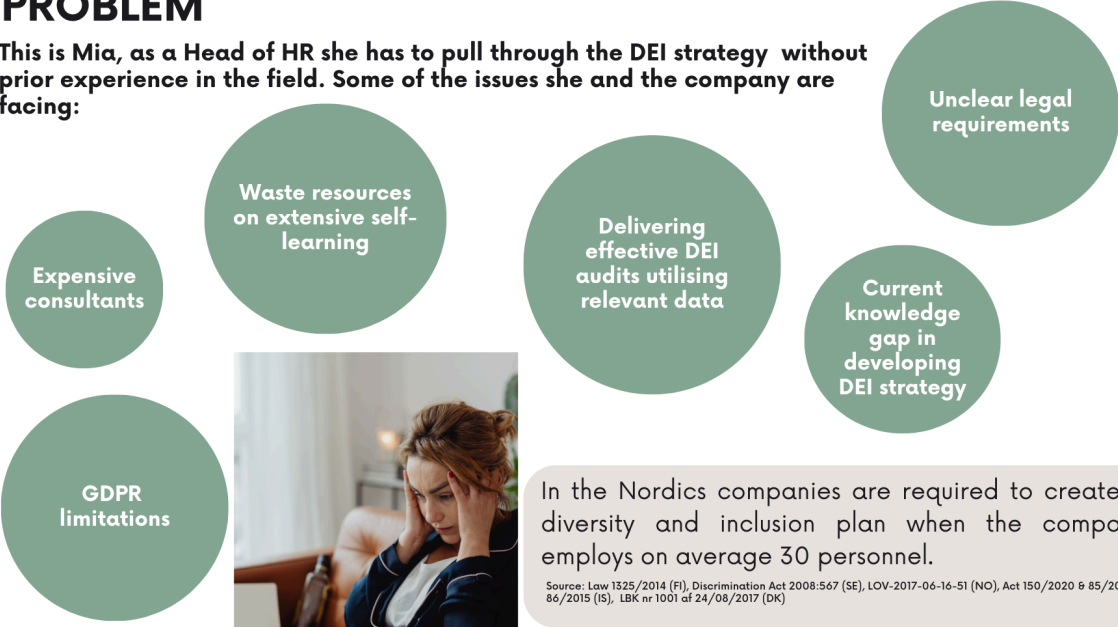 PROBLEM
This is Mia, as a Head of HR she has to pull through the DEI strategy without
prior experience in the field. Some of the issues she and the company are
facing:
Unclear legal
requirements
Waste resources
on extensive self-
learning
Delivering
effective DEI
audits utilising
relevant data
Expensive
consultants
Current
knowledge
gap in
developing
DEI strategy
GDPR
limitations
In the Nordics companies are required to create
diversity and inclusion plan when the
employs on average 30 personnel.
Source: Law 1325/2014 (FI), Discrimination Act 2008:567 (SE), LOV-2017-06-16-51 (NO), Act 150/2020 &
86/2015 (IS), LBK nr 1001 af 24/08/2017 (DK)